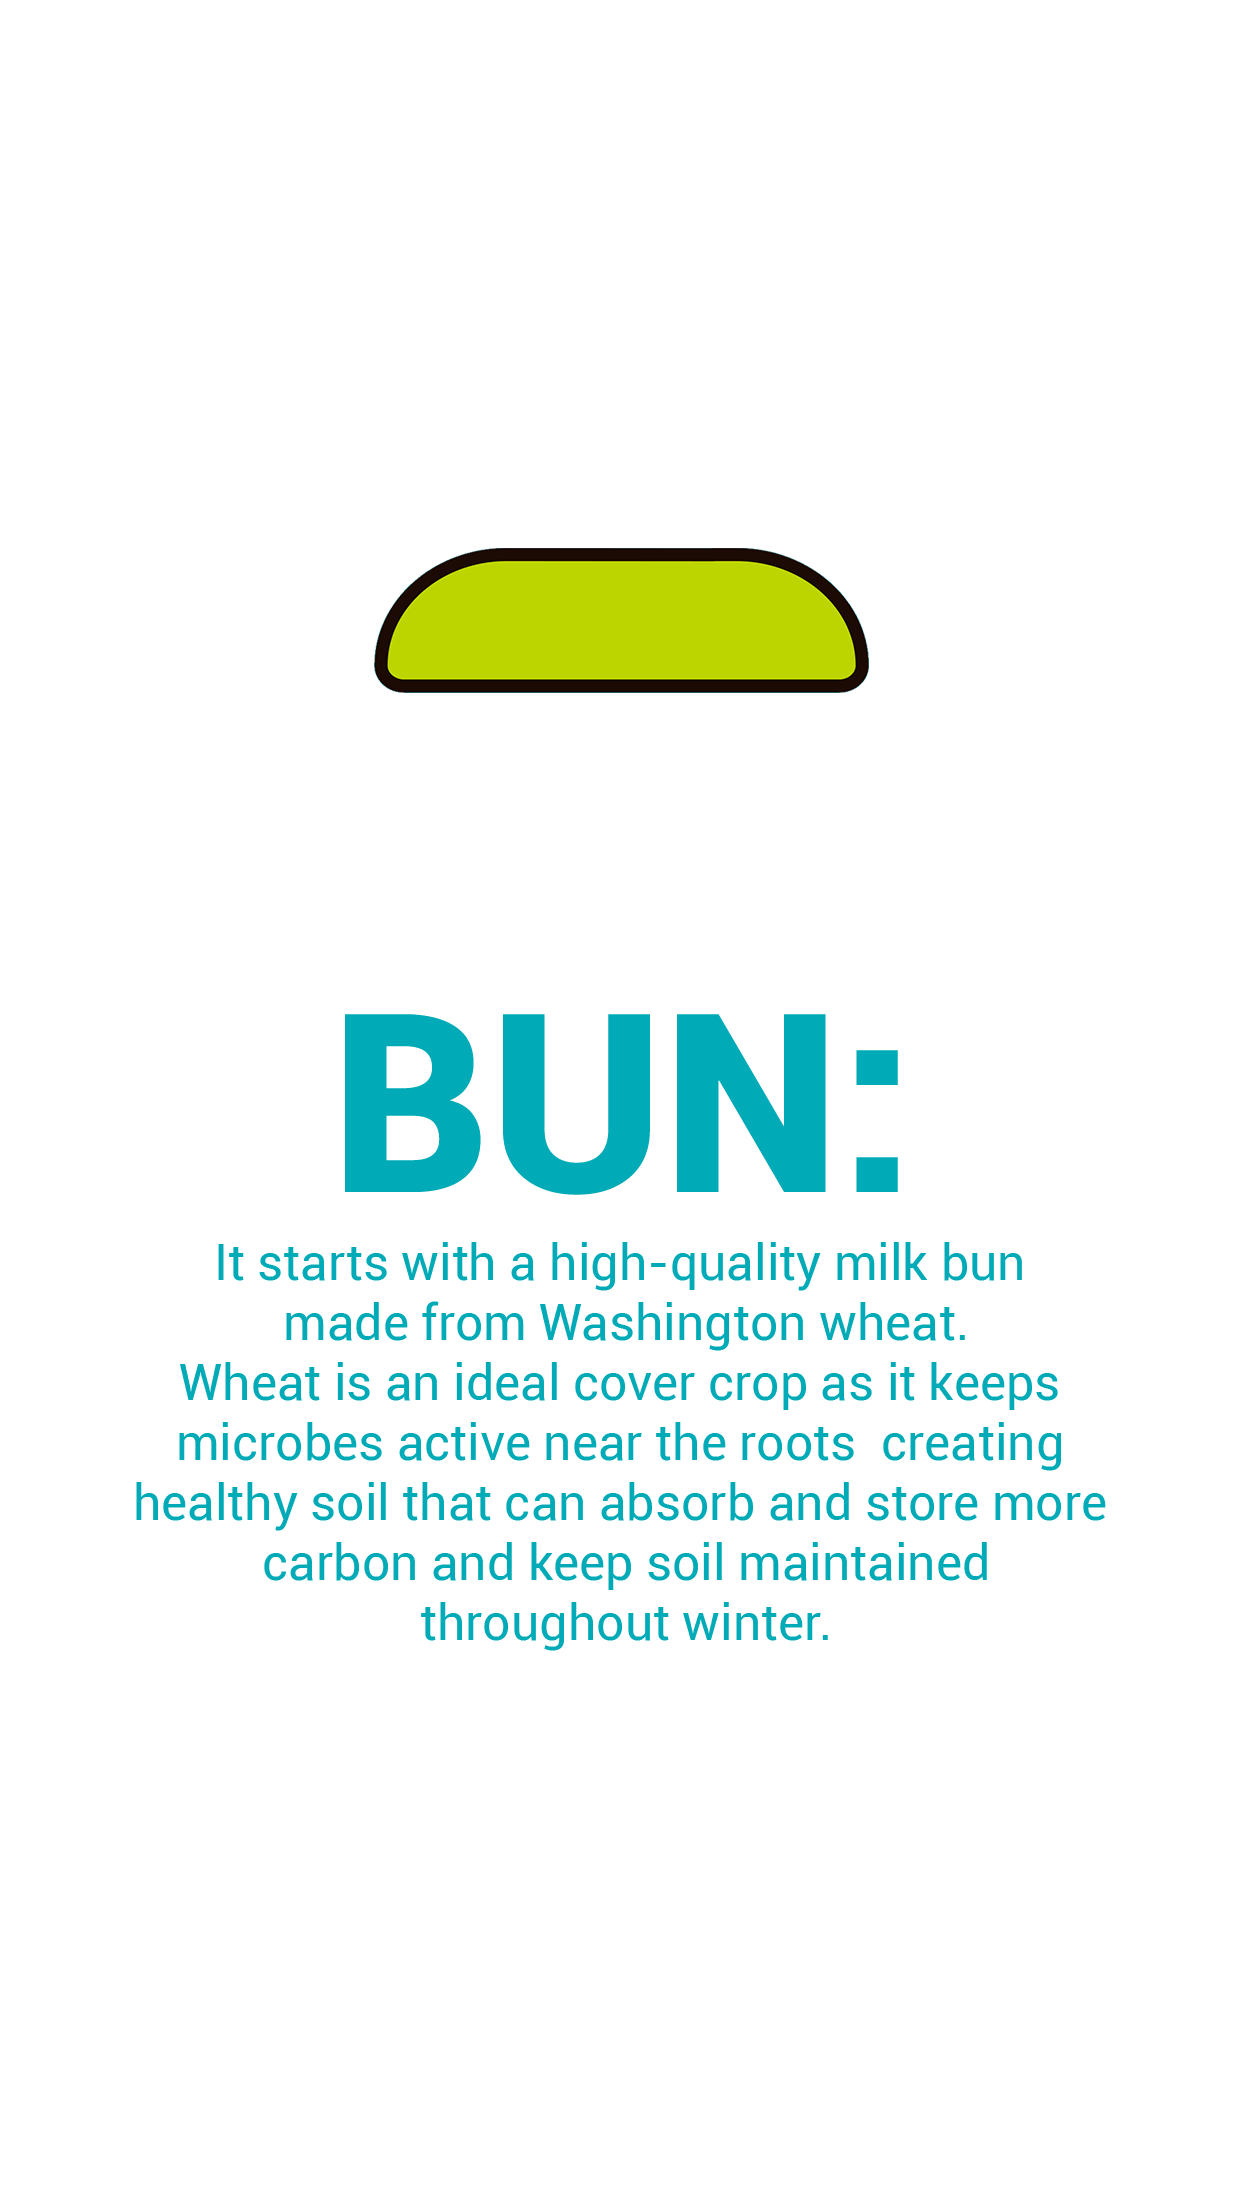 BUN:
It starts with a high-quality milk bun
made from Washington wheat.
Wheat is an ideal cover crop as it keeps
microbes active near the roots  creating
healthy soil that can absorb and store more
carbon and keep soil maintained
throughout winter.